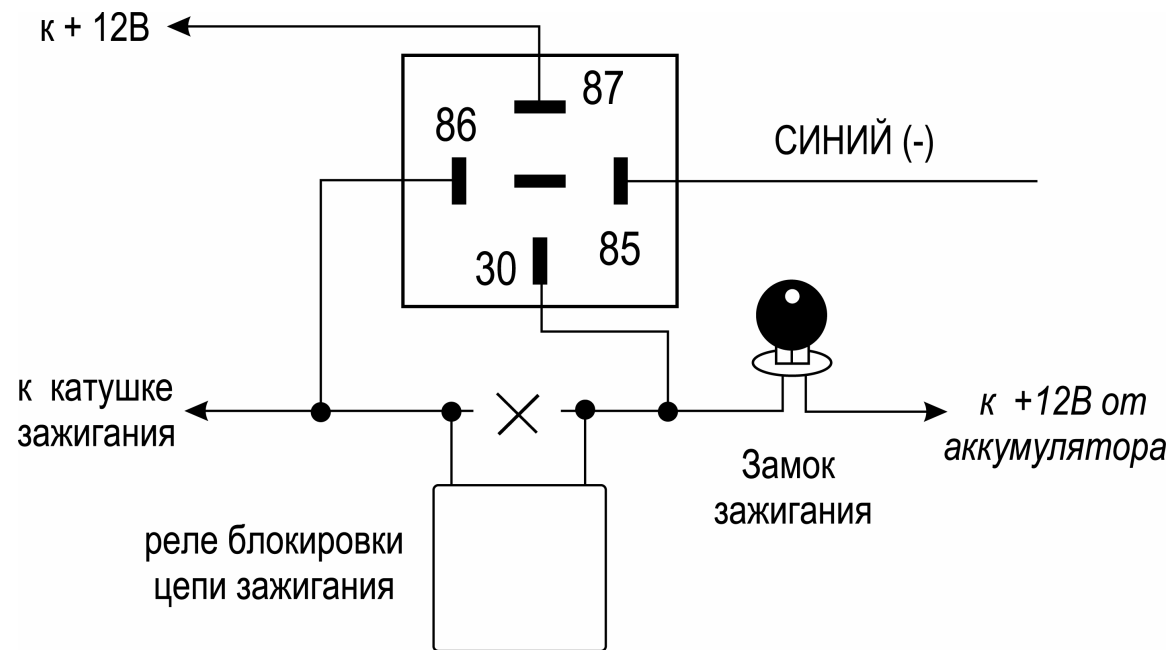 к + 12В
87
86
СИНИЙ (-)
85
30
к катушке
зажигания
к +12В от
аккумулятора
Замок
зажигания
реле блокировки
цепи зажигания